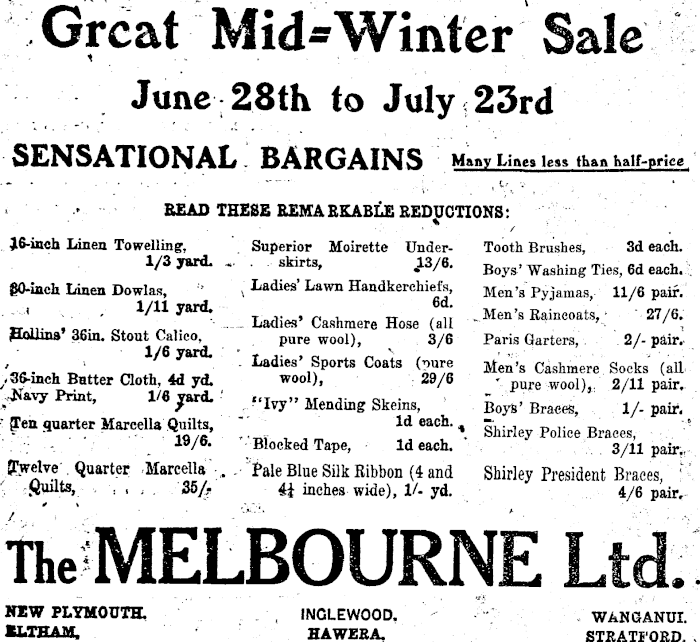 Great Mid=Winter Sale
June 28th to July 23rd
SENSATIONAL BARGAINS Many Lines less than half-price
READ THESE REMARKABLE REDUCTIONS:
16-inch Linen Towelling,
1/3 yard.
80-inch Linen Dowlas,
1/11 yard.
Hollins' 36in. Stout Calico,
1/6 yard.
36-inch Butter Cloth, 4d yd.
Navy Print, 1/6 yard.
Ten quarter Marcella Quilts,
19/6.
Twelve Quarter Marcella
Quilts, 35/-
Superior Moirette Under-
skirts, 13/6.
Ladies' Lawn Handkerchiefs,
6d.
Ladies' Cashmere Hose (all
pure wool), 3/6
Ladies' Sports Coats (pure
wool), 29/6
"Ivy" Mending Skeins,
1d each.
Blocked Tape, 1d each.
Pale Blue Silk Ribbon (4 and
4½ inches wide), 1/- yd.
Tooth Brushes, 3d each.
Boys' Washing Ties, 6d each.
Men's Pyjamas, 11/6 pair.
Men's Raincoats, 27/6.
Paris Garters, 2/- pair.
Men's Cashmere Socks (all
pure wool), 2/11 pair.
Boys' Braces, 1/- pair.
Shirley Police Braces,
3/11 pair.
Shirley President Braces,
4/6 pair.
The MELBOURNE Ltd.
NEW PLYMOUTH. INGLEWOOD, WANGANUI.
ELTHAM, HAWERA, STRATFORD.